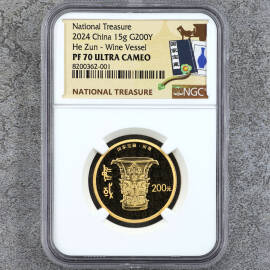 National Treasure
2024 China 15g G200Y
He Zun - Wine Vessel
PF 70 ULTRA CAMEO
8200362-001
NATIONAL TREASURE
NGC
200元